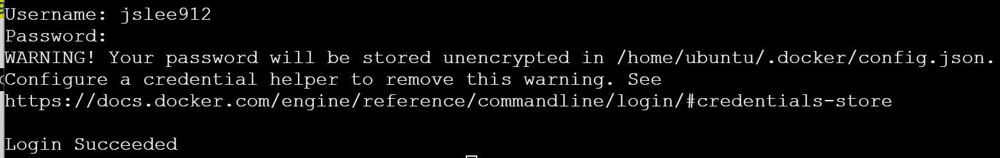 Username: jslee912
Password:
WARNING! Your password will be stored unencrypted in /home/ubuntu/.docker/config.json.
Configure a credential helper to remove this warning. See
https://docs.docker.com/engine/reference/commandline/login/#credentials-store
Login Succeeded